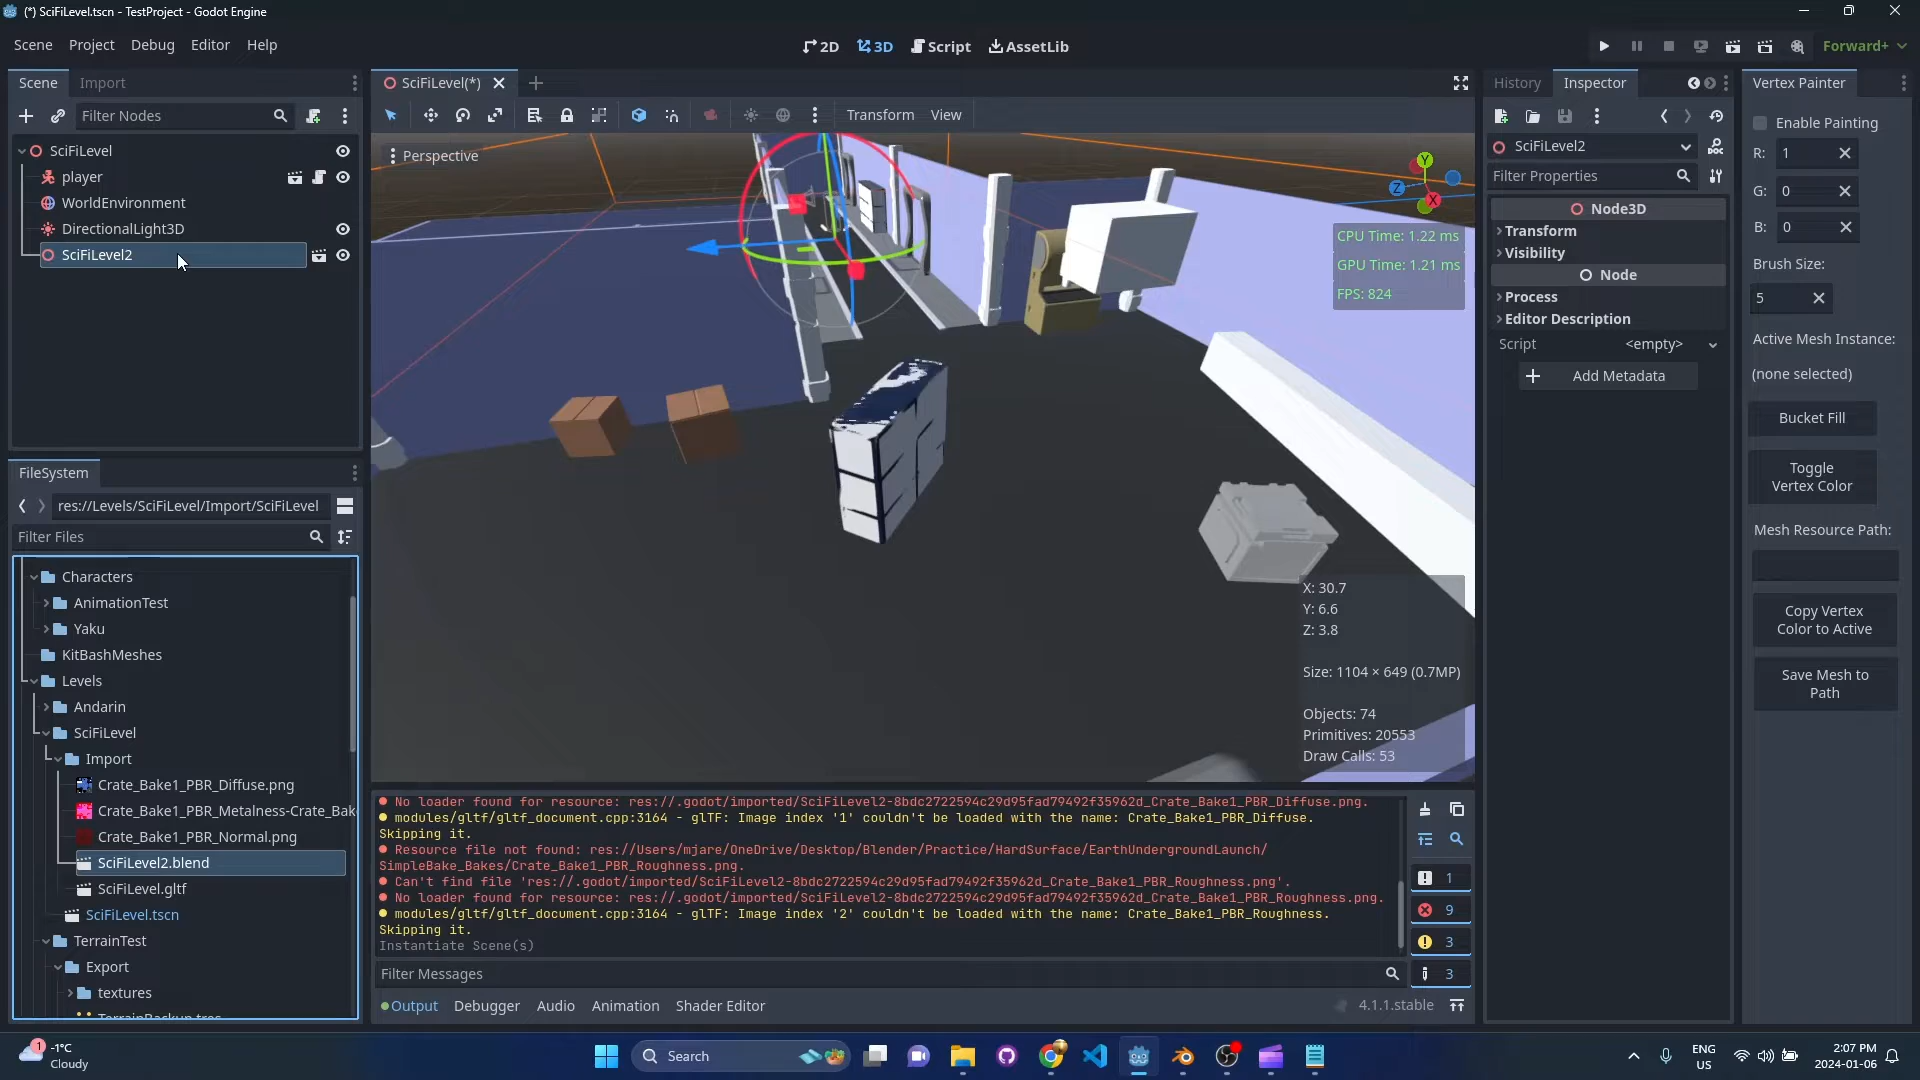 (*) SciFiLevel.tscn - TestProject - Godot Engine
Scene Project Debug Editor Help
2D 3D Script AssetLib
Forward+
Scene Import
SciFiLevel(*)
History Inspector
Vertex Painter
Filter Nodes
Transform View
SciFiLevel
player
WorldEnvironment
DirectionalLight3D
SciFiLevel2
Perspective
Y
Z
X
CPU Time: 1.22 ms
GPU Time: 1.21 ms
FPS: 824
X: 30.7
Y: 6.6
Z: 3.8
Size: 1104 × 649 (0.7MP)
Objects: 74
Primitives: 20553
Draw Calls: 53
SciFiLevel2
Filter Properties
Node3D
Transform
Visibility
Node
Process
Editor Description
Script <empty>
Add Metadata
Enable Painting
R: 1
G: 0
B: 0
Brush Size:
5
Active Mesh Instance:
(none selected)
Bucket Fill
Toggle
Vertex Color
Mesh Resource Path:
Copy Vertex
Color to Active
Save Mesh to
Path
FileSystem
res://Levels/SciFiLevel/Import/SciFiLevel
Filter Files
Characters
AnimationTest
Yaku
KitBashMeshes
Levels
Andarin
SciFiLevel
Import
Crate_Bake1_PBR_Diffuse.png
Crate_Bake1_PBR_Metalness-Crate_Bak
Crate_Bake1_PBR_Normal.png
SciFiLevel2.blend
SciFiLevel.gltf
SciFiLevel.tscn
TerrainTest
Export
textures
TerrainBackup.tres
No loader found for resource: res://.godot/imported/SciFiLevel2-8bdc2722594c29d95fad79492f35962d_Crate_Bake1_PBR_Diffuse.png.
modules/gltf/gltf_document.cpp:3164 - glTF: Image index '1' couldn't be loaded with the name: Crate_Bake1_PBR_Diffuse.
Skipping it.
Resource file not found: res://Users/mjare/OneDrive/Desktop/Blender/Practice/HardSurface/EarthUndergroundLaunch/
SimpleBake_Bakes/Crate_Bake1_PBR_Roughness.png.
Can't find file 'res://.godot/imported/SciFiLevel2-8bdc2722594c29d95fad79492f35962d_Crate_Bake1_PBR_Roughness.png'.
No loader found for resource: res://.godot/imported/SciFiLevel2-8bdc2722594c29d95fad79492f35962d_Crate_Bake1_PBR_Roughness.png.
modules/gltf/gltf_document.cpp:3164 - glTF: Image index '2' couldn't be loaded with the name: Crate_Bake1_PBR_Roughness.
Skipping it.
Instantiate Scene(s)
1
9
3
3
Filter Messages
Output Debugger Audio Animation Shader Editor
4.1.1.stable
1
-1°C
Cloudy
Search
ENG
US
2:07 PM
2024-01-06